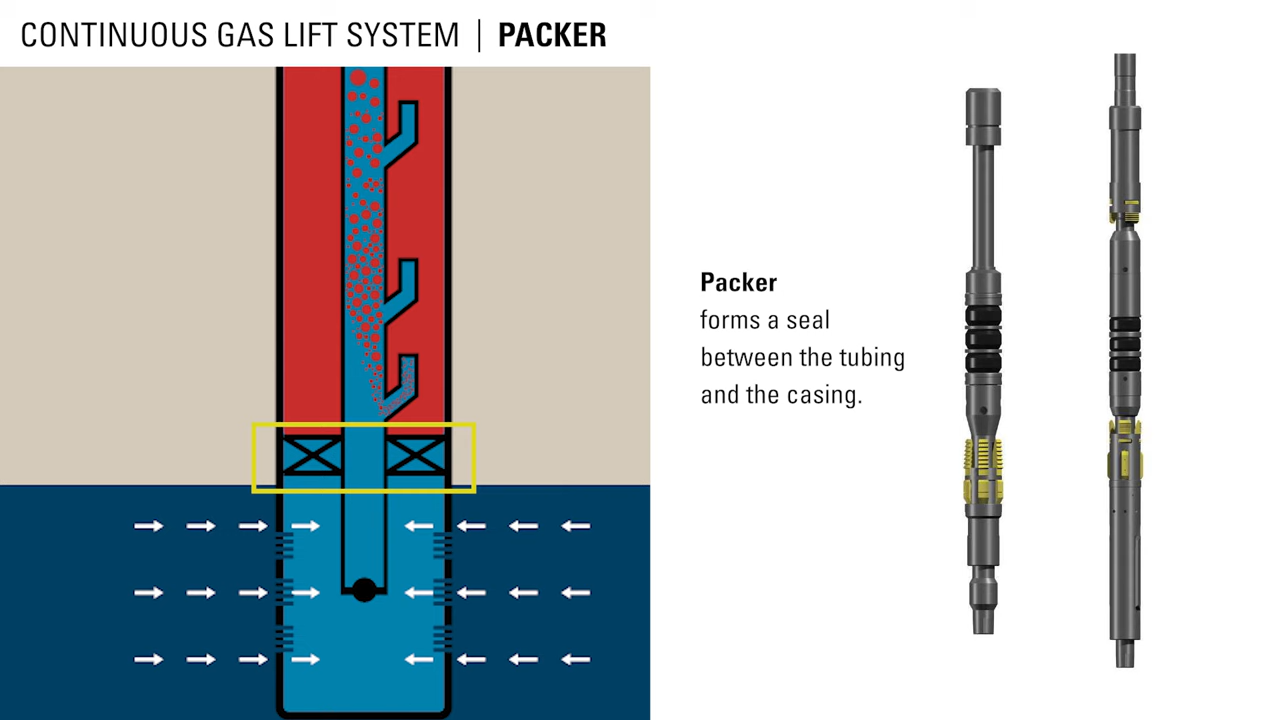 CONTINUOUS GAS LIFT SYSTEM | PACKER
Packer
forms a seal
between the tubing
and the casing.